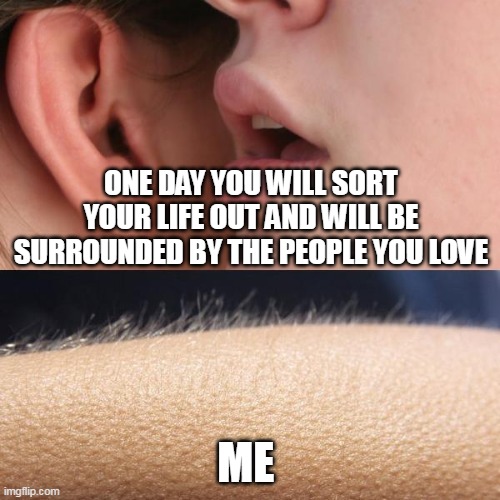 ONE DAY YOU WILL SORT
YOUR LIFE OUT AND WILL BE
SURROUNDED BY THE PEOPLE YOU LOVE
ME
imgflip.com